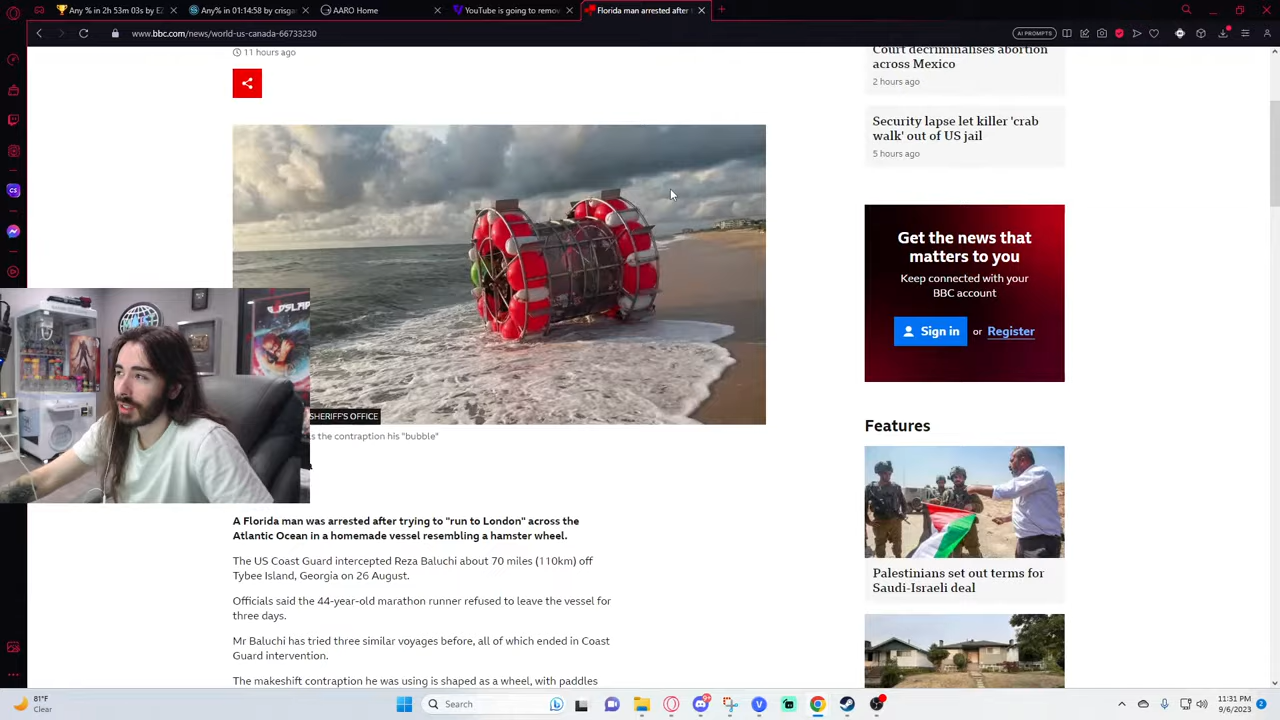 Any % in 2h 53m 03s by E
Any % in 01:14:58 by
AARO Home
YouTube is going to remov
Florida man arrested after
www.bbc.com/news/world-us-canada-66733230
AI PROMPTS
11 hours ago
SHERIFF'S OFFICE
s the contraption his "bubble"
A Florida man was arrested after trying to "run to London" across the
Atlantic Ocean in a homemade vessel resembling a hamster wheel.
The US Coast Guard intercepted Reza Baluchi about 70 miles (110km) off
Tybee Island, Georgia on 26 August.
Officials said the 44-year-old marathon runner refused to leave the vessel for
three days.
Mr Baluchi has tried three similar voyages before, all of which ended in Coast
Guard intervention.
The makeshift contraption he was using is shaped as a wheel, with paddles
Court decriminalises abortion
across Mexico
2 hours ago
Security lapse let killer 'crab
walk' out of US jail
5 hours ago
Get the news that
matters to you
Keep connected with your
BBC account
Sign in or Register
Features
Palestinians set out terms for
Saudi-Israeli deal
81°F
Clear
Search
11:31 PM
9/6/2023
2